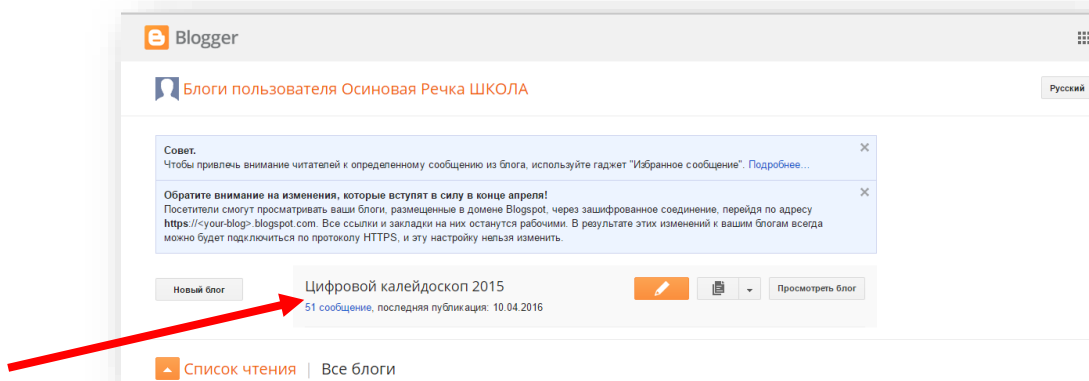 Blogger
Блоги пользователя Осиновая Речка ШКОЛА
Русский
Совет.
Чтобы привлечь внимание читателей к определенному сообщению из блога, используйте гаджет "Избранное сообщение". Подробнее...
Обратите внимание на изменения, которые вступят в силу в конце апреля!
Посетители смогут просматривать ваши блоги, размещенные в домене Blogspot, через зашифрованное соединение, перейдя по адресу
https://<your-blog>.blogspot.com. Все ссылки и закладки на них останутся рабочими. В результате этих изменений к вашим блогам всегда
можно будет подключиться по протоколу HTTPS, и эту настройку нельзя изменить.
Новый блог
Цифровой калейдоскоп 2015
51 сообщение, последняя публикация: 10.04.2016
Просмотреть блог
Список чтения | Все блоги